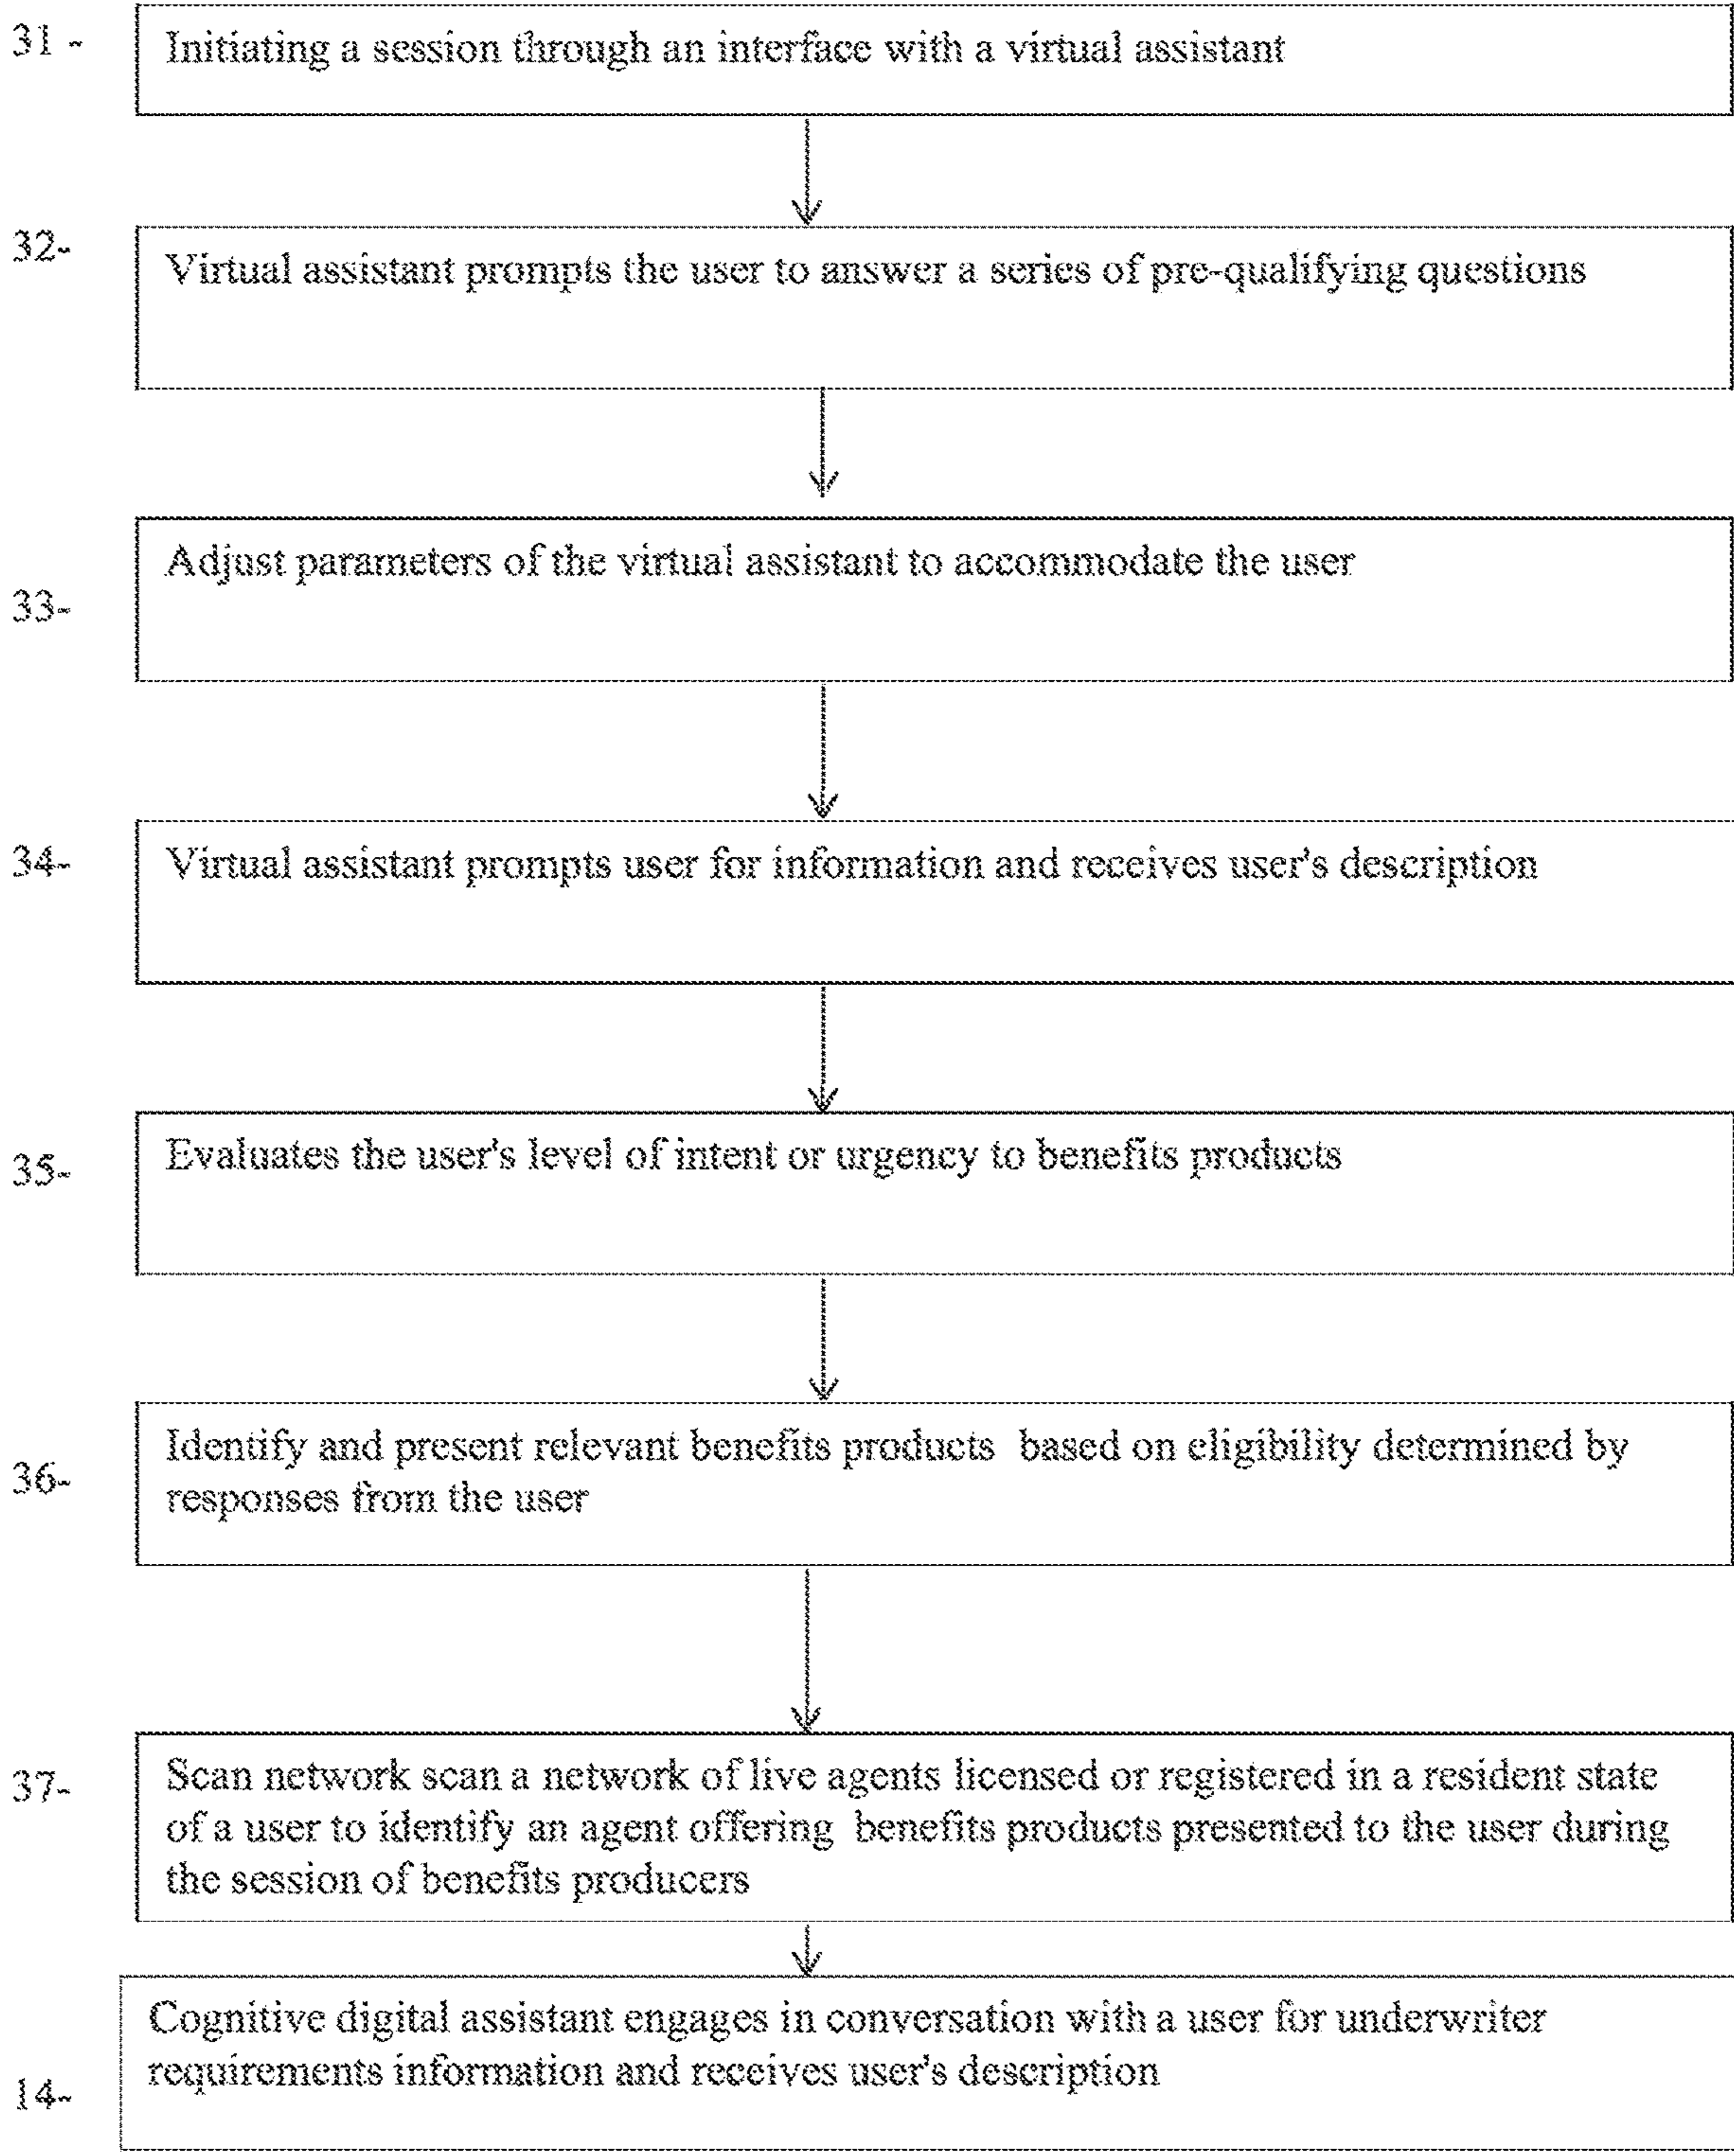 31 -
Initiating a session through an interface with a virtual assistant
32-
Virtual assistant prompts the user to answer a series of pre-qualifying questions
Adjust parameters of the virtual assistant to accommodate the user
33-
34-
Virtual assistant prompts user for information and receives user's description
35-
Evaluates the user's level of intent or urgency to benefits products
Identify and present relevant benefits products based on eligibility determined by
36-
responses from the user
37-
Scan network scan a network of live agents licensed or registered in a resident state
of a user to identify an agent offering benefits products presented to the user during
the session of benefits producers
Cognitive digital assistant engages in conversation with a user for underwriter
requirements information and receives user's description
14-